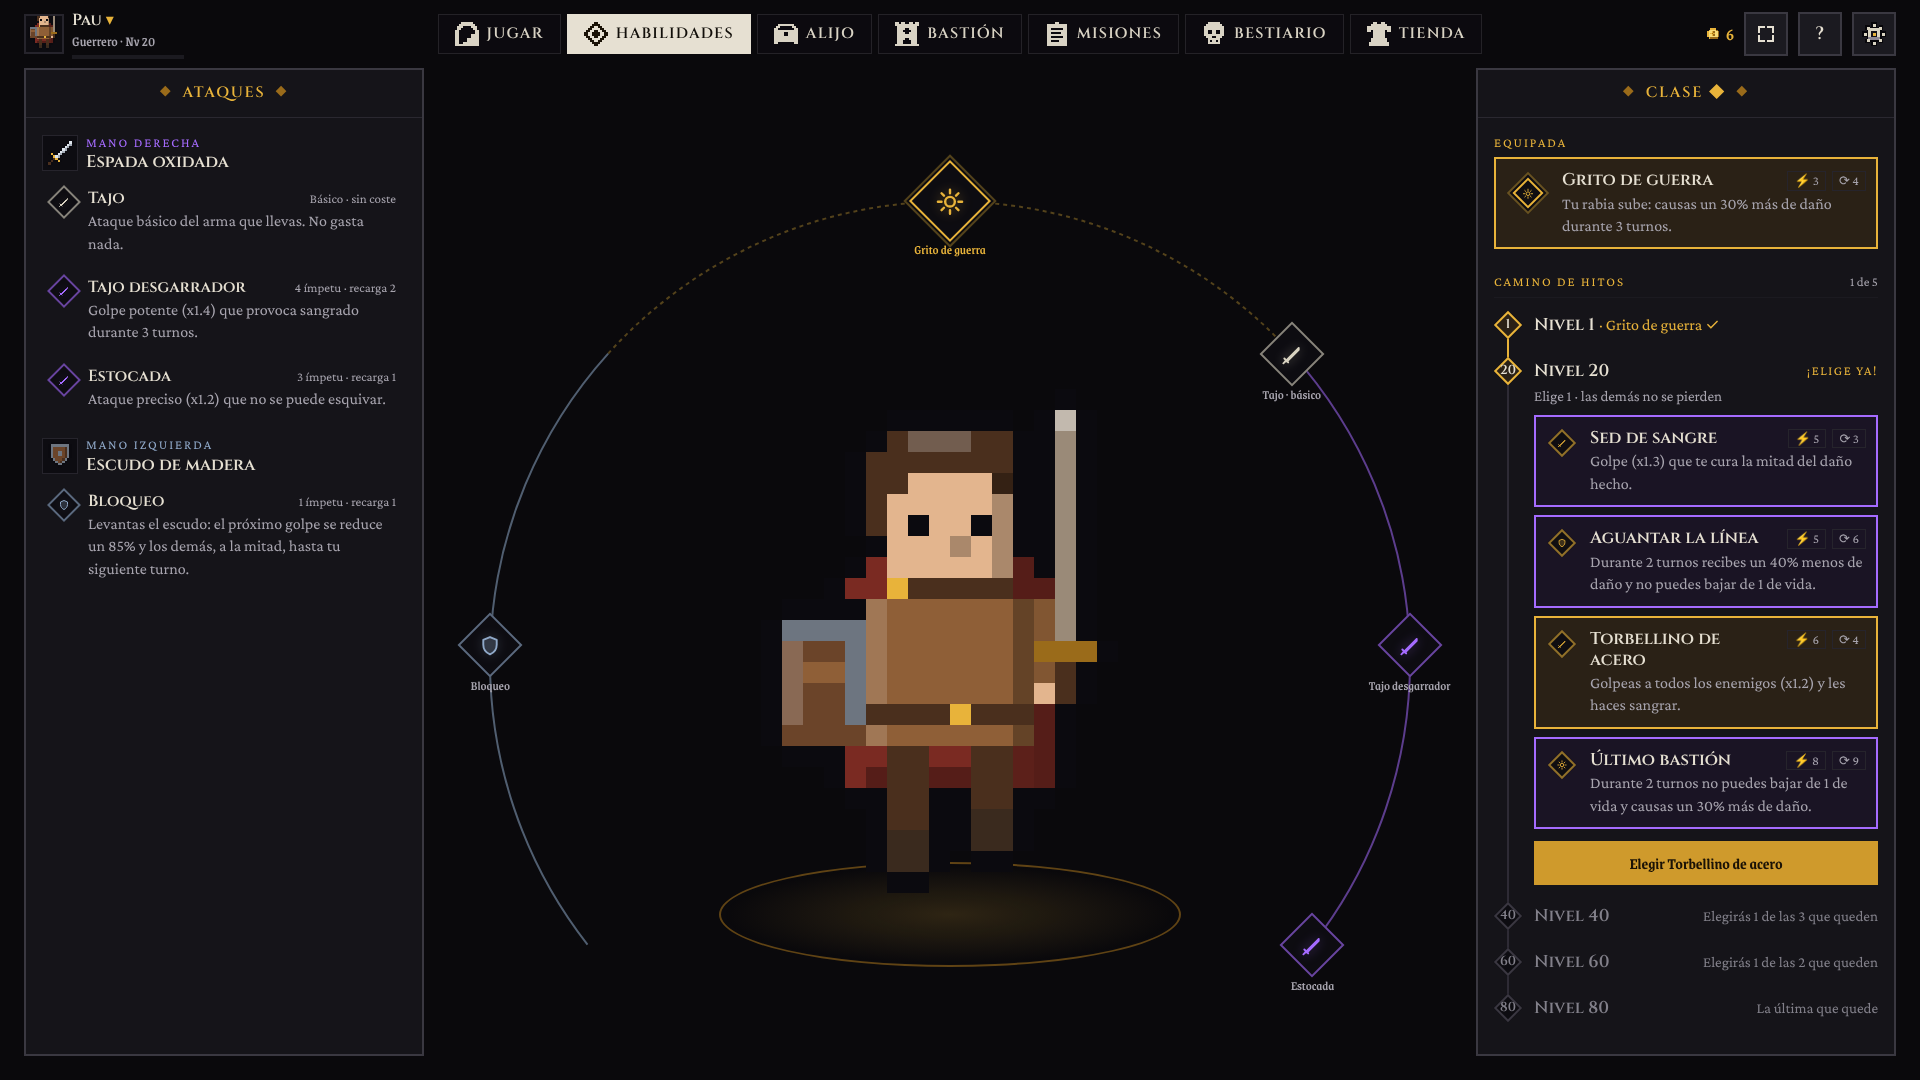 Pau ▾
Guerrero · Nv 20
JUGAR
HABILIDADES
ALIJO
BASTIÓN
MISIONES
BESTIARIO
TIENDA
6
?
ATAQUES
MANO DERECHA
ESPADA OXIDADA
TAJO
Básico · sin coste
Ataque básico del arma que llevas. No gasta
nada.
TAJO DESGARRADOR
4 ímpetu · recarga 2
Golpe potente (x1.4) que provoca sangrado
durante 3 turnos.
ESTOCADA
3 ímpetu · recarga 1
Ataque preciso (x1.2) que no se puede esquivar.
MANO IZQUIERDA
ESCUDO DE MADERA
BLOQUEO
1 ímpetu · recarga 1
Levantas el escudo: el próximo golpe se reduce
un 85% y los demás, a la mitad, hasta tu
siguiente turno.
Grito de guerra
Tajo · básico
Bloqueo
Tajo desgarrador
Estocada
CLASE
EQUIPADA
GRITO DE GUERRA
⚡ 3
⟳ 4
Tu rabia sube: causas un 30% más de daño
durante 3 turnos.
CAMINO DE HITOS
1 de 5
1
NIVEL 1 · Grito de guerra ✓
20
NIVEL 20
¡ELIGE YA!
Elige 1 · las demás no se pierden
SED DE SANGRE
⚡ 5
⟳ 3
Golpe (x1.3) que te cura la mitad del daño
hecho.
AGUANTAR LA LÍNEA
⚡ 5
⟳ 6
Durante 2 turnos recibes un 40% menos de
daño y no puedes bajar de 1 de vida.
TORBELLINO DE
ACERO
⚡ 6
⟳ 4
Golpeas a todos los enemigos (x1.2) y les
haces sangrar.
ÚLTIMO BASTIÓN
⚡ 8
⟳ 9
Durante 2 turnos no puedes bajar de 1 de
vida y causas un 30% más de daño.
Elegir Torbellino de acero
40
NIVEL 40
Elegirás 1 de las 3 que queden
60
NIVEL 60
Elegirás 1 de las 2 que queden
80
NIVEL 80
La última que quede